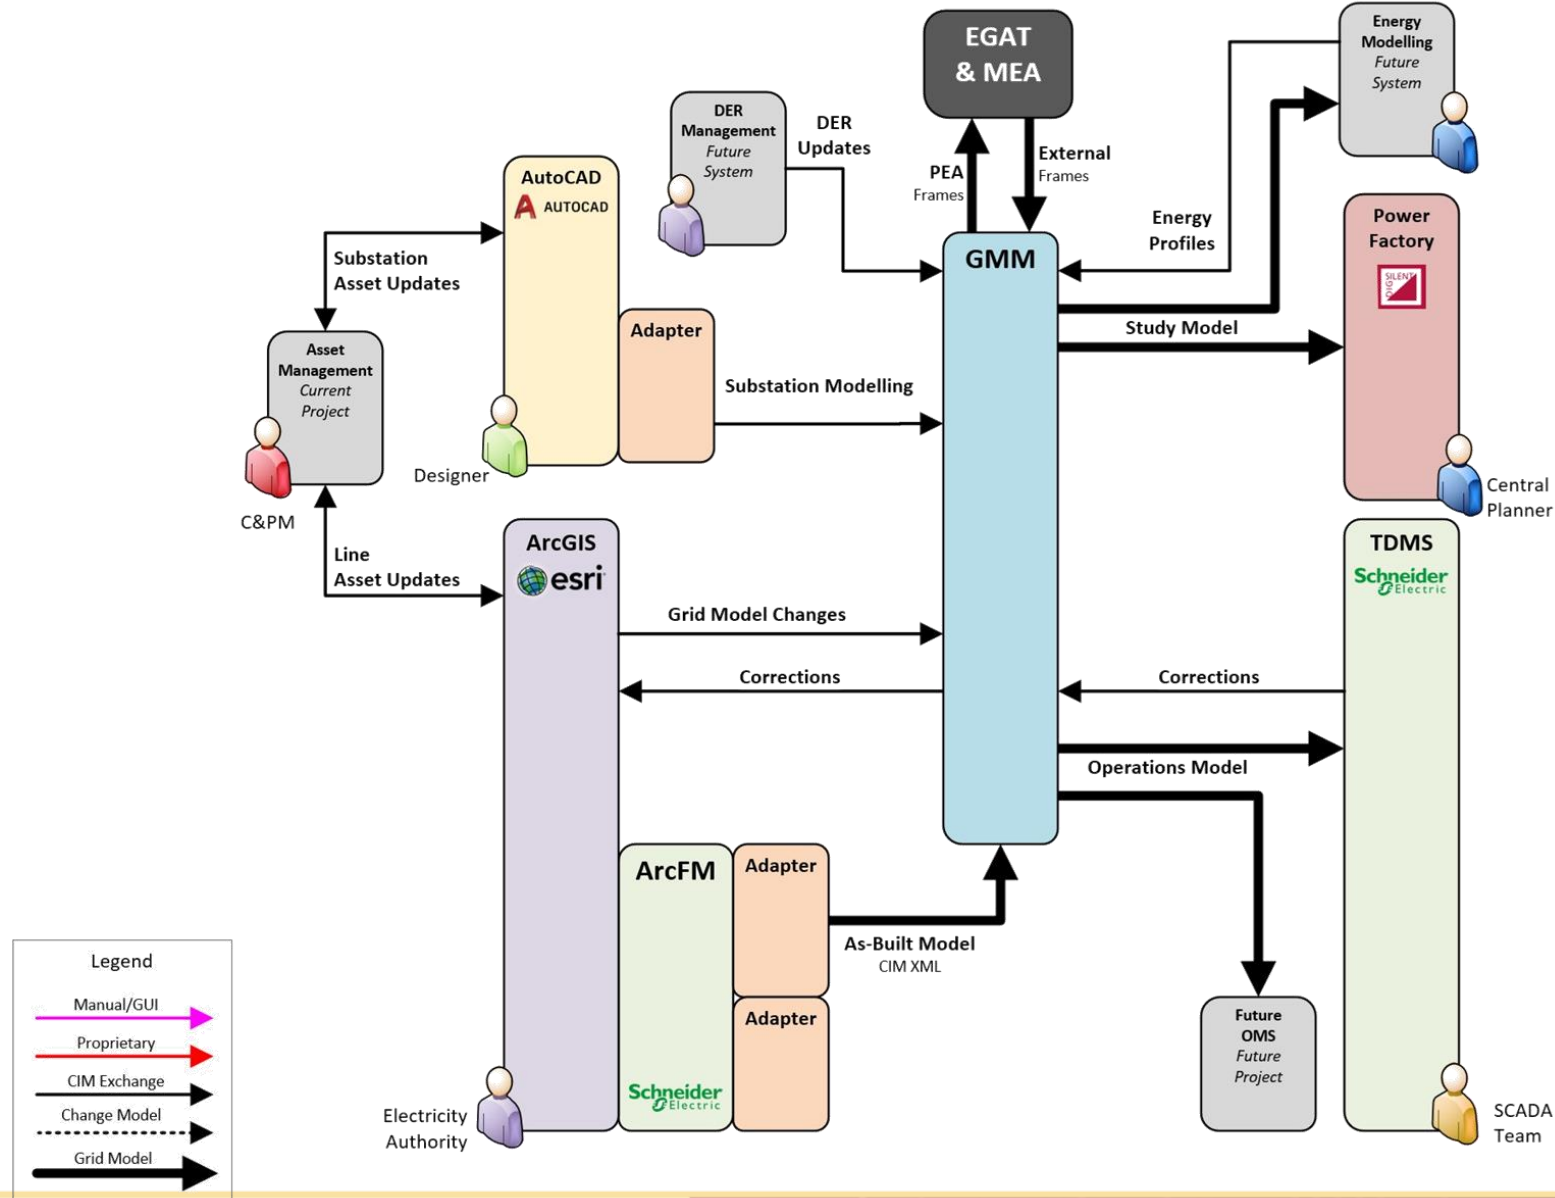 EGAT
& MEA
Energy
Modelling
Future
System
DER
Management
Future
System
DER
Updates
External
Frames
PEA
Frames
AutoCAD
AUTOCAD
Energy
Profiles
Power
Factory
DIG
SILENT
GMM
Substation
Asset Updates
Adapter
Study Model
Asset
Management
Current
Project
Substation Modelling
Designer
C&PM
Central
Planner
ArcGIS
esri
TDMS
Schneider
Electric
Line
Asset Updates
Grid Model Changes
Corrections
Corrections
Operations Model
ArcFM
Adapter
As-Built Model
CIM XML
Adapter
Future
OMS
Future
Project
Schneider
Electric
Electricity
Authority
SCADA
Team
Legend
Manual/GUI
Proprietary
CIM Exchange
Change Model
Grid Model